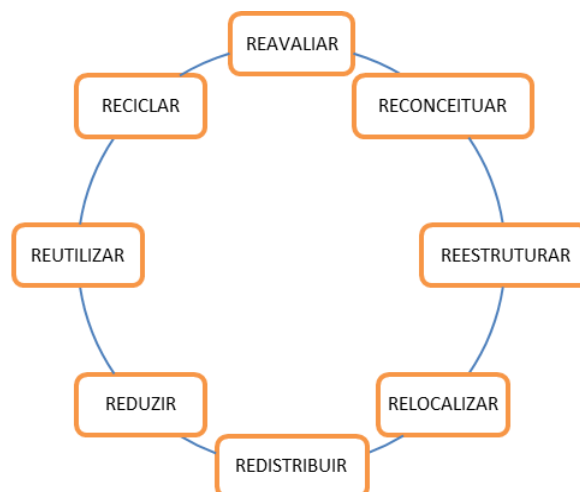 REAVALIAR
RECONCEITUAR
REESTRUTURAR
RELOCALIZAR
REDISTRIBUIR
REDUZIR
REUTILIZAR
RECICLAR